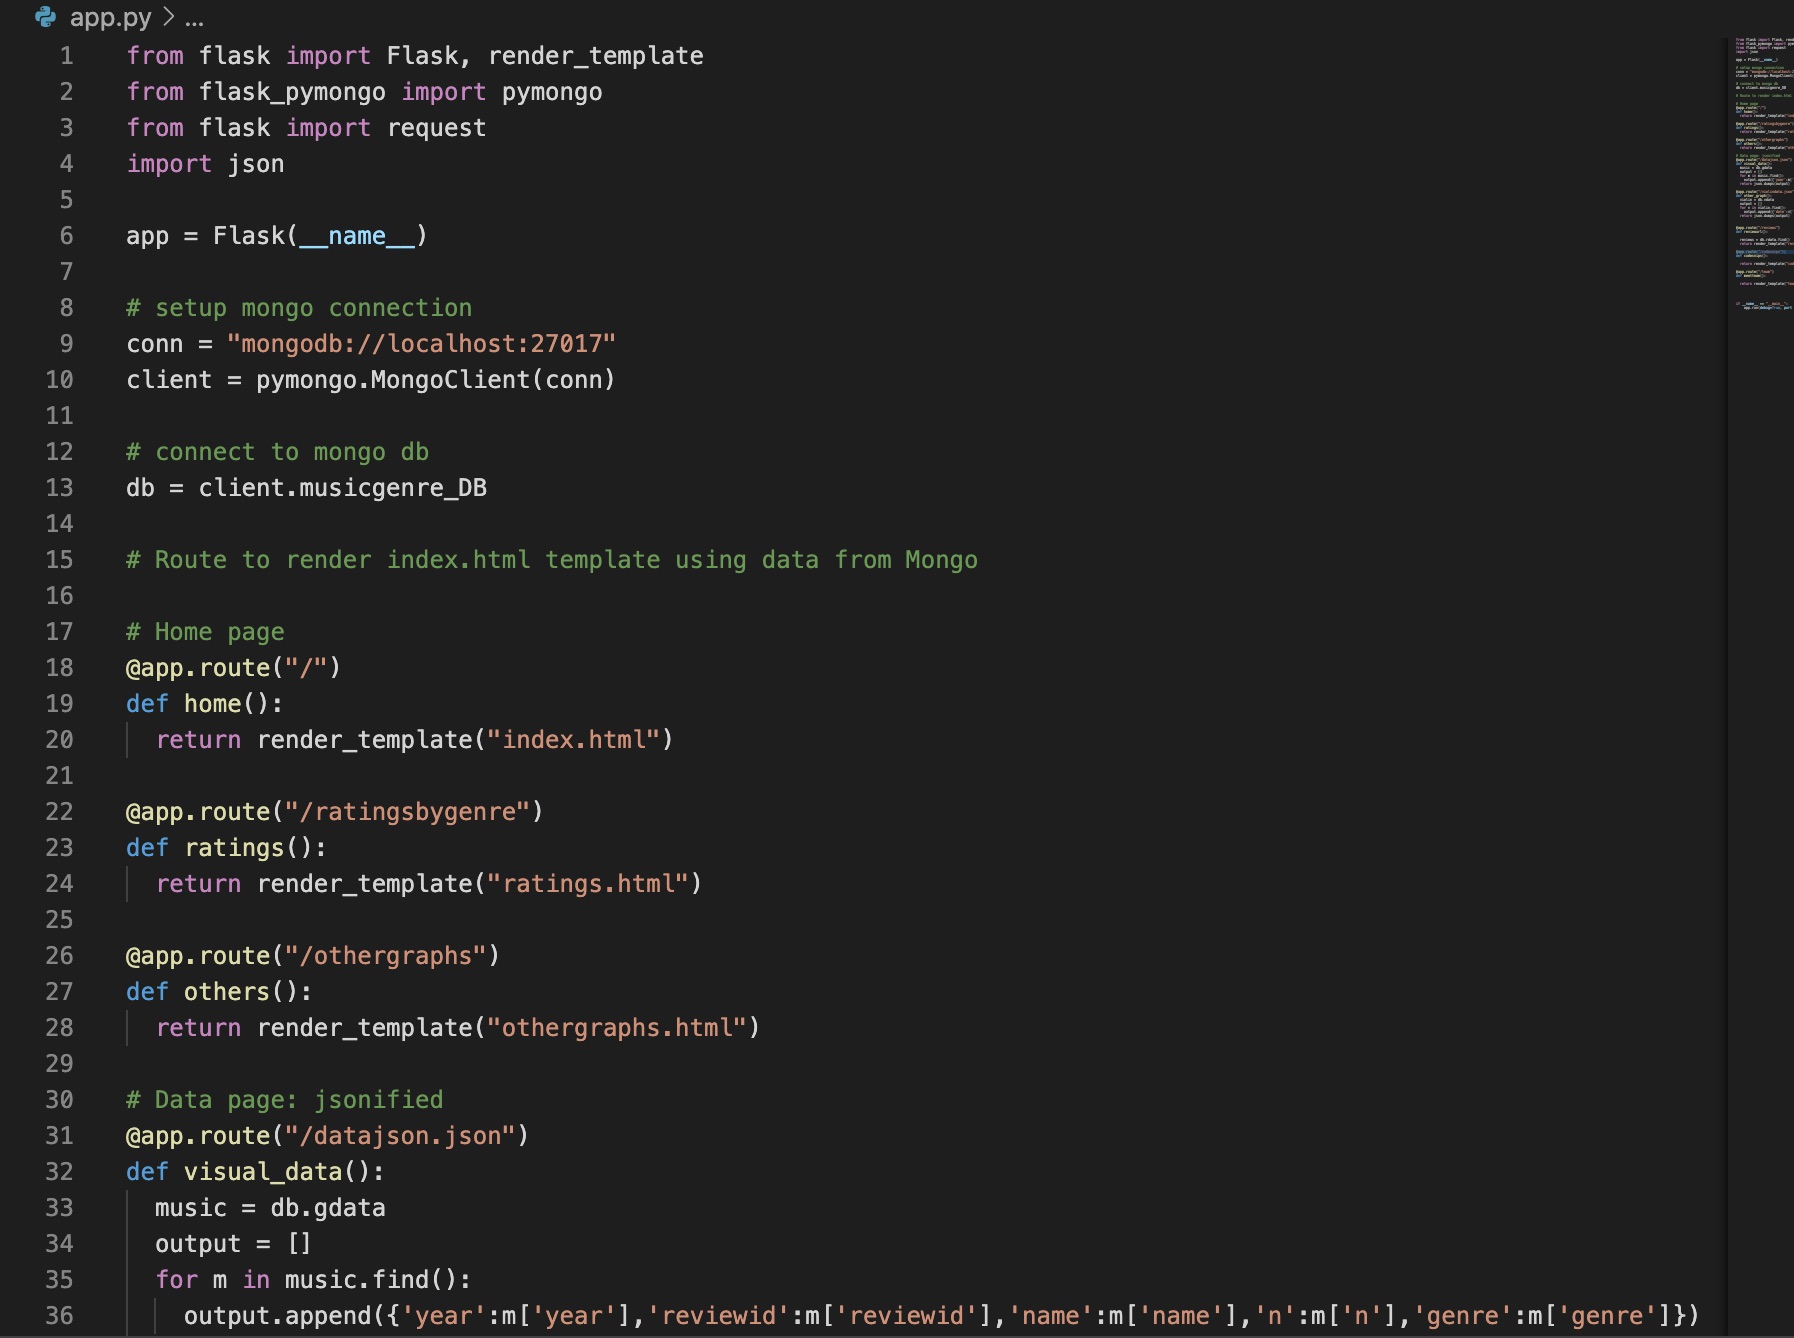 app.py > ...
1 from flask import Flask, render_template
2 from flask_pymongo import pymongo
3 from flask import request
4 import json
5
6 app = Flask(__name__)
7
8 # setup mongo connection
9 conn = "mongodb://localhost:27017"
10 client = pymongo.MongoClient(conn)
11
12 # connect to mongo db
13 db = client.musicgenre_DB
14
15 # Route to render index.html template using data from Mongo
16
17 # Home page
18 @app.route("/")
19 def home():
20   return render_template("index.html")
21
22 @app.route("/ratingsbygenre")
23 def ratings():
24   return render_template("ratings.html")
25
26 @app.route("/othergraphs")
27 def others():
28   return render_template("othergraphs.html")
29
30 # Data page: jsonified
31 @app.route("/datajson.json")
32 def visual_data():
33   music = db.gdata
34   output = []
35   for m in music.find():
36     output.append({'year':m['year'],'reviewid':m['reviewid'],'name':m['name'],'n':m['n'],'genre':m['genre']})